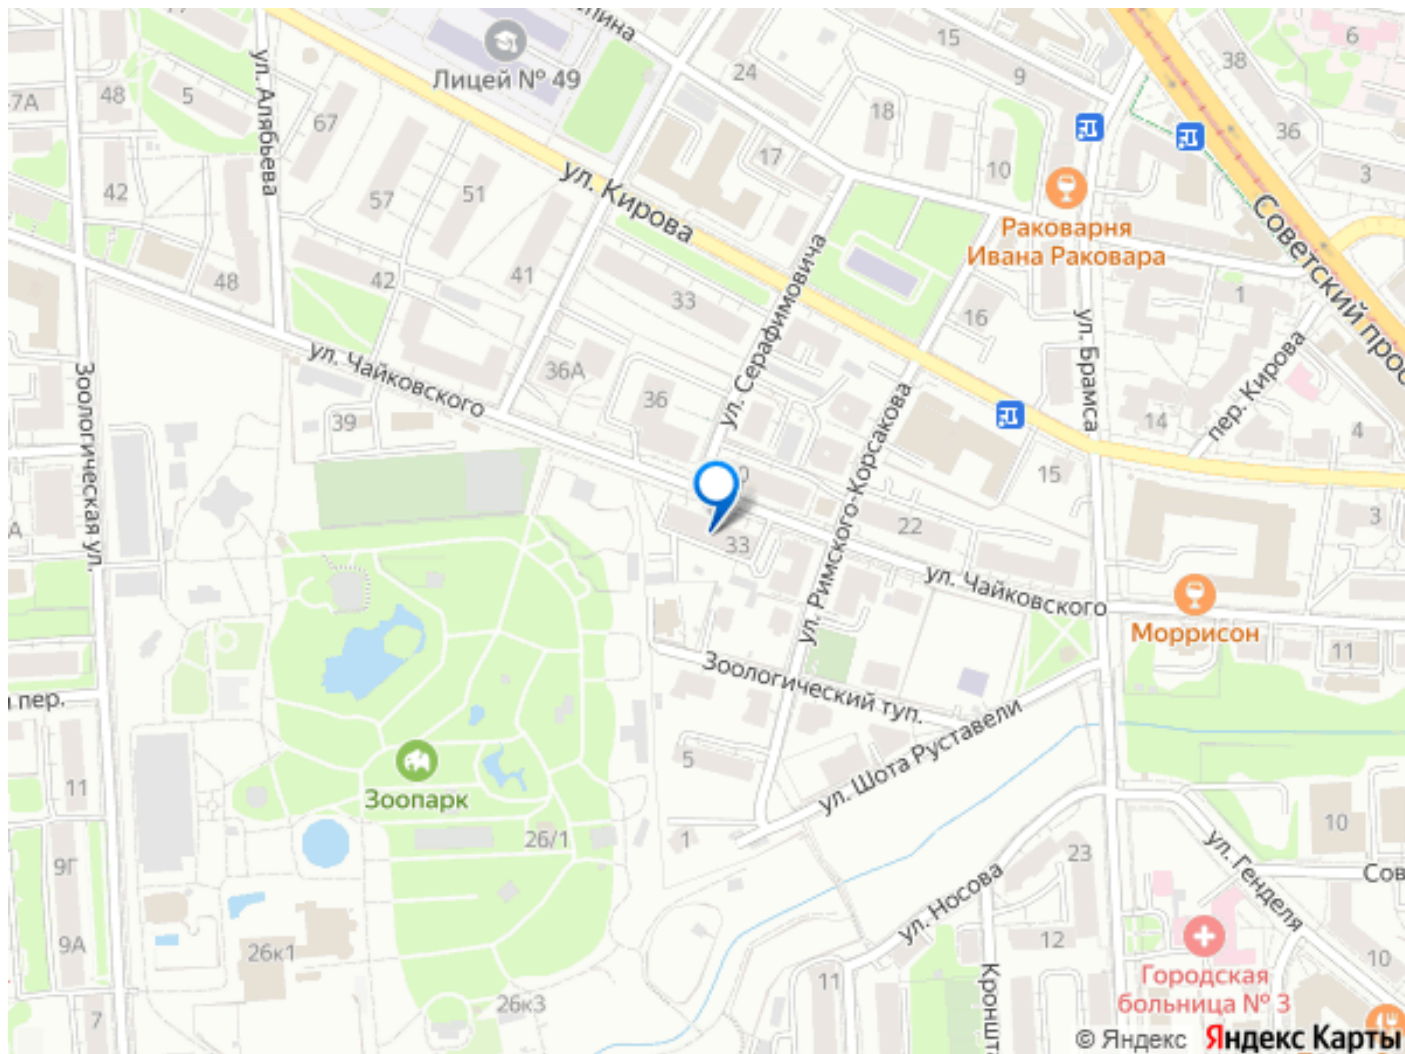 15
6
38
24
9
Лицей № 49
7А
48
5
ул. Алябьева
67
18
36
17
10
3
42
57
51
ул. Кирова
Раковарня
Ивана Раковара
Советский прос
48
42
41
33
ул. Серафимовича
16
1
ул. Брамса
пер. Кирова
ул. Чайковского
36А
36
39
ул. Римского-Корсакова
14
4
15
Зоологическая ул.
33
22
3
ул. Чайковского
Моррисон
11
Зоологический туп.
пер.
5
ул. Шота Руставели
11
Зоопарк
26/1
1
10
9Г
23
ул. Генделя
Сов
ул. Носова
9А
26к1
12
10
Городская
больница № 3
11
Кроншта
26к3
7
© Яндекс Яндекс Карты